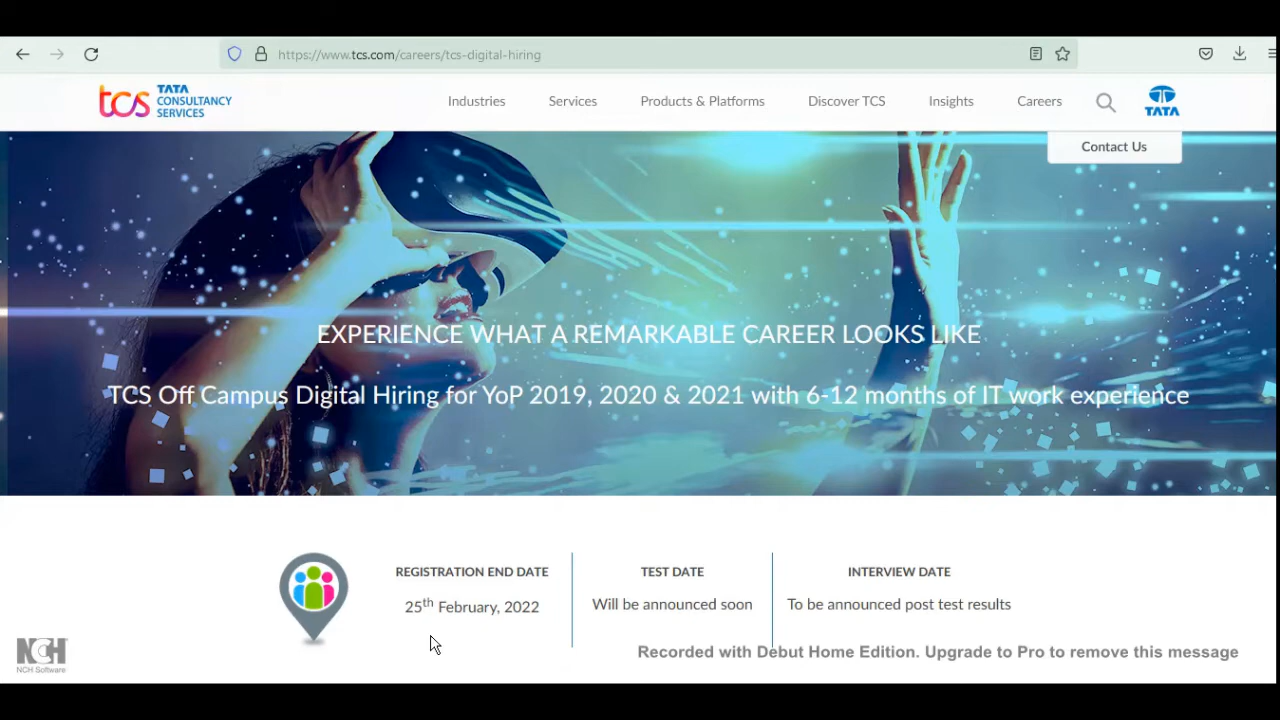 https://www.tcs.com/careers/tcs-digital-hiring
tcs TATA CONSULTANCY SERVICES
Industries Services Products & Platforms Discover TCS Insights Careers
TATA
Contact Us
EXPERIENCE WHAT A REMARKABLE CAREER LOOKS LIKE
TCS Off Campus Digital Hiring for YoP 2019, 2020 & 2021 with 6-12 months of IT work experience
REGISTRATION END DATE TEST DATE INTERVIEW DATE
25th February, 2022 Will be announced soon To be announced post test results
NCH
NCH Software
Recorded with Debut Home Edition. Upgrade to Pro to remove this message